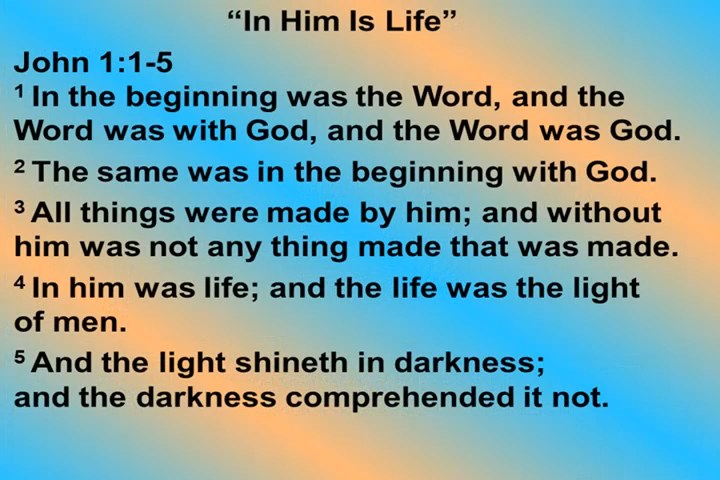 “In Him Is Life”
John 1:1-5
1 In the beginning was the Word, and the
Word was with God, and the Word was God.
2 The same was in the beginning with God.
3 All things were made by him; and without
him was not any thing made that was made.
4 In him was life; and the life was the light
of men.
5 And the light shineth in darkness;
and the darkness comprehended it not.